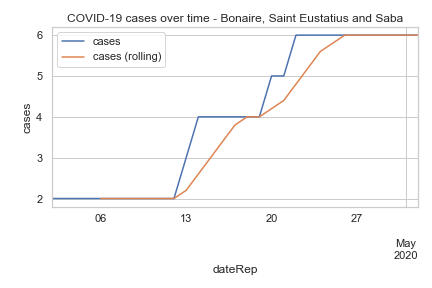 COVID-19 cases over time - Bonaire, Saint Eustatius and Saba
cases
cases (rolling)
6
5
4
3
2
cases
06
13
20
27
May
2020
dateRep